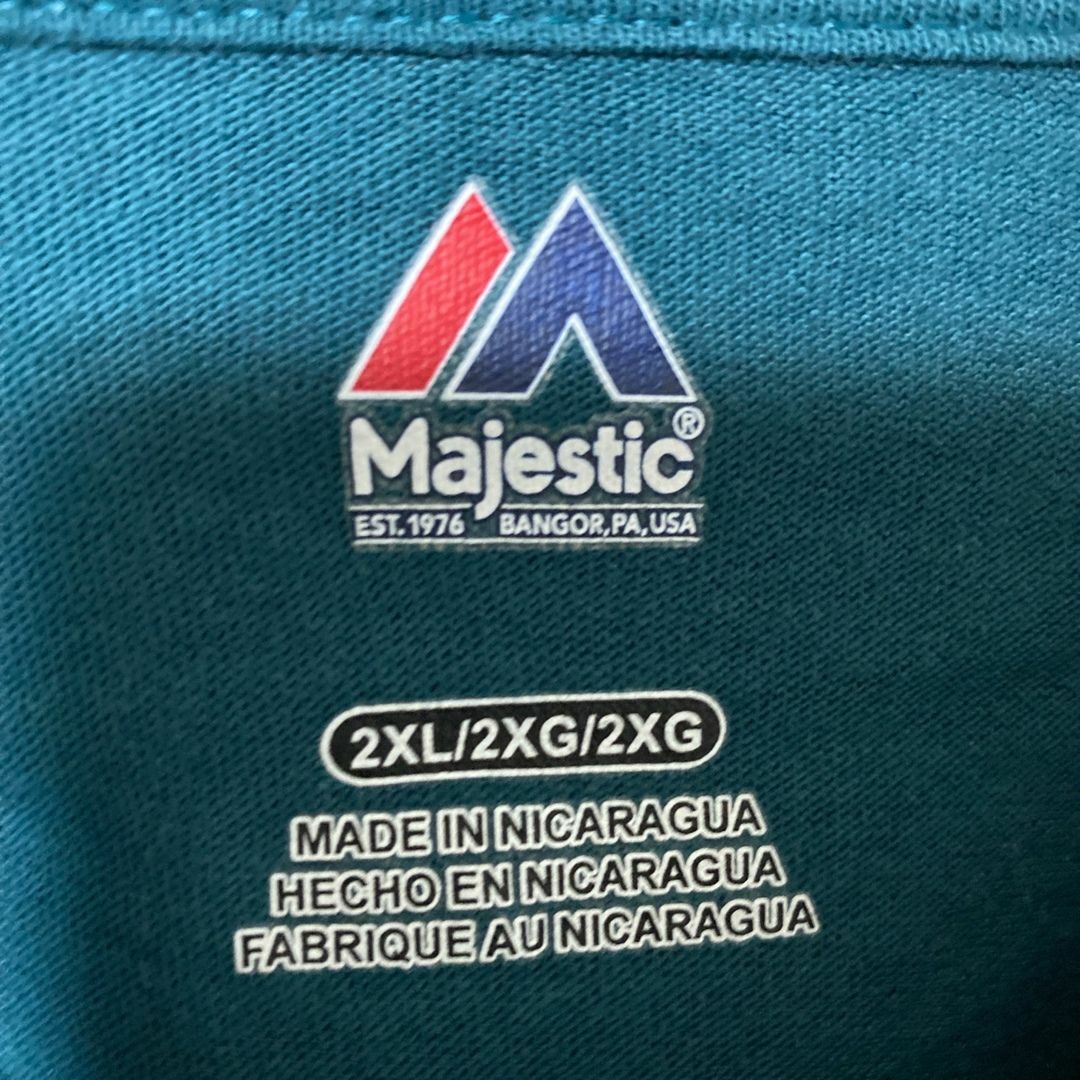 Majestic®
EST. 1976 BANGOR, PA, USA
2XL/2XG/2XG
MADE IN NICARAGUA
HECHO EN NICARAGUA
FABRIQUE AU NICARAGUA